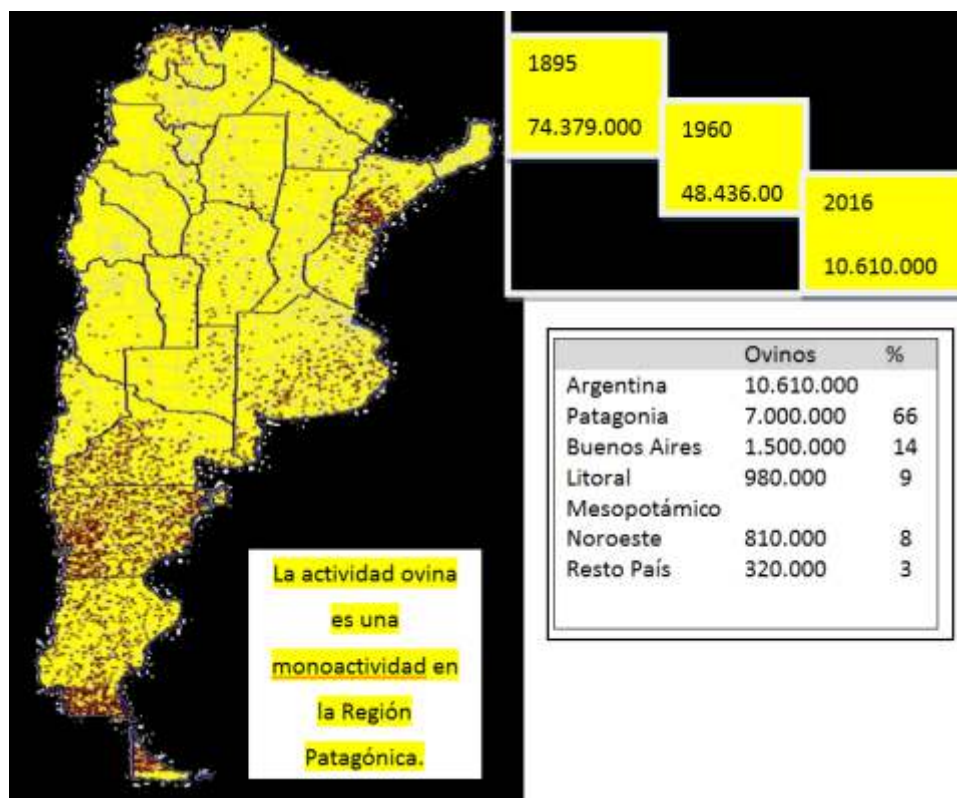 1895
74.379.000
1960
48.436.00
2016
10.610.000
Ovinos %
Argentina 10.610.000
Patagonia 7.000.000 66
Buenos Aires 1.500.000 14
Litoral 980.000 9
Mesopotámico
Noroeste 810.000 8
Resto País 320.000 3
La actividad ovina
es una
monoactividad en
la Región
Patagónica.